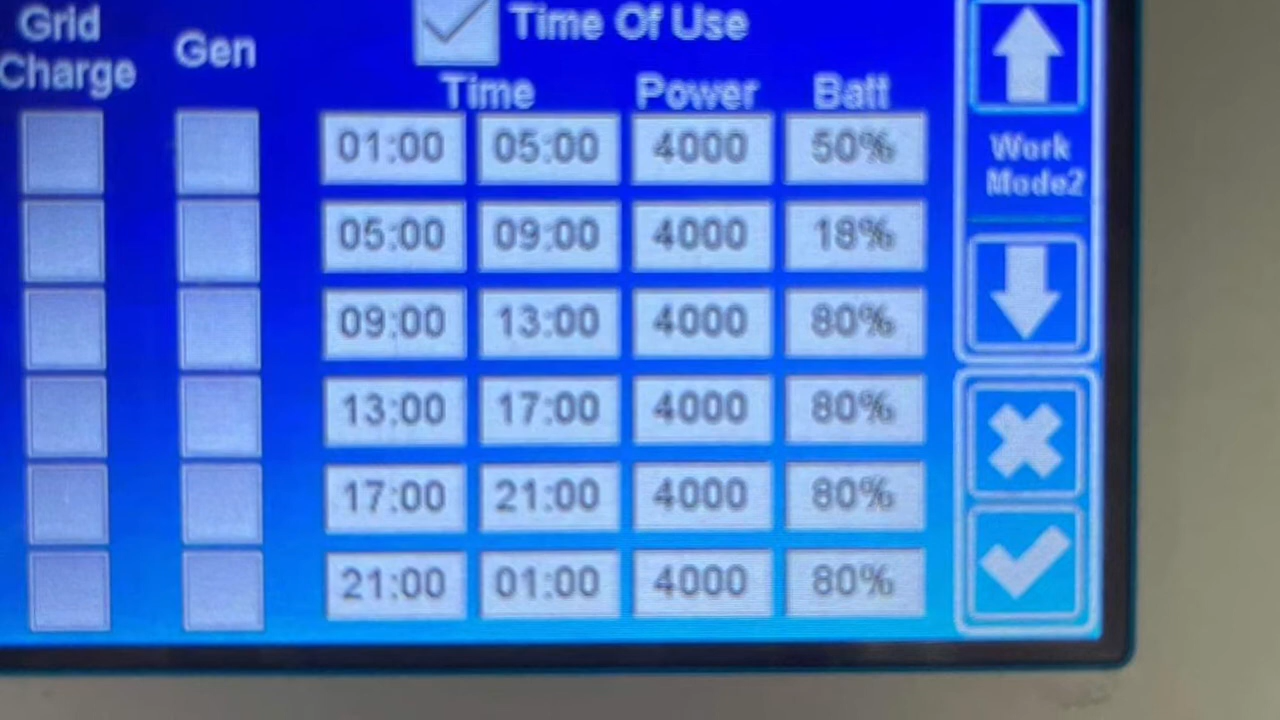 Grid Charge
Gen
Time Of Use
Time Power Batt
01:00 05:00 4000 50%
05:00 09:00 4000 18%
09:00 13:00 4000 80%
13:00 17:00 4000 80%
17:00 21:00 4000 80%
21:00 01:00 4000 80%
Work
Mode2